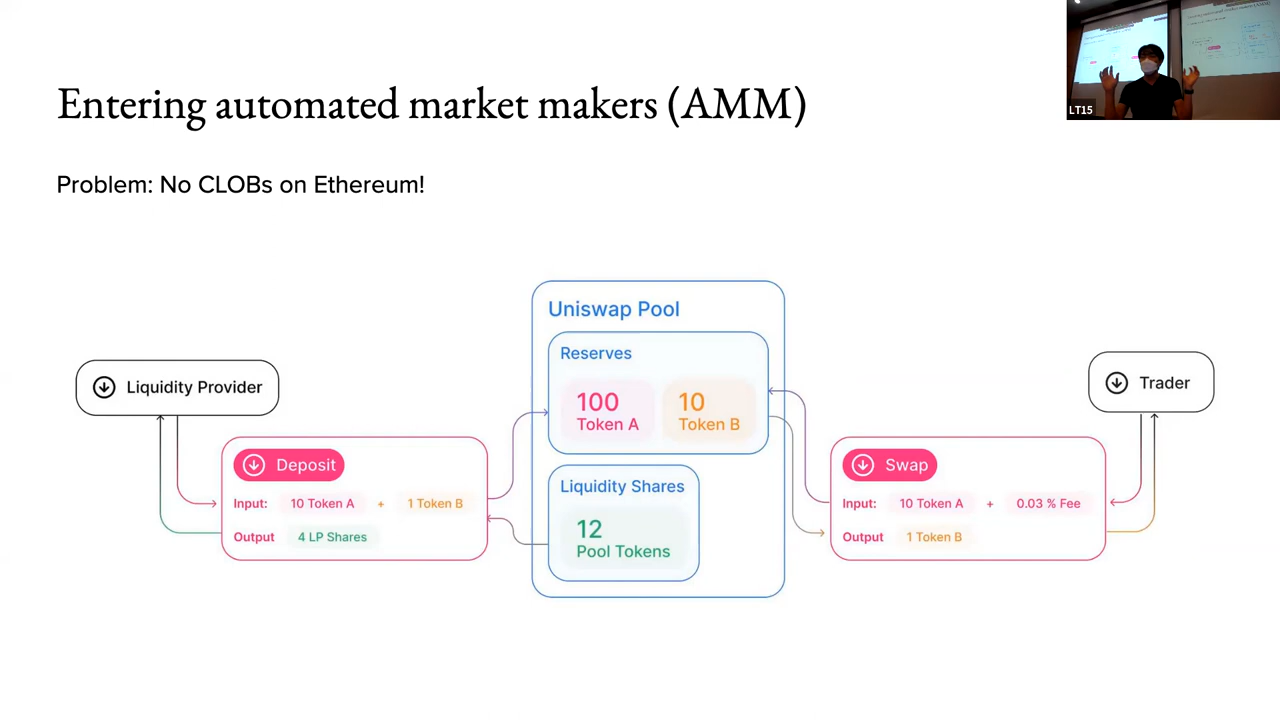 Entering automated market makers (AMM)
Problem: No CLOBs on Ethereum!
LT15
Uniswap Pool
Reserves
100
Token A
10
Token B
Liquidity Shares
12
Pool Tokens
Liquidity Provider
Deposit
Input: 10 Token A + 1 Token B
Output 4 LP Shares
Trader
Swap
Input: 10 Token A + 0.03 % Fee
Output 1 Token B